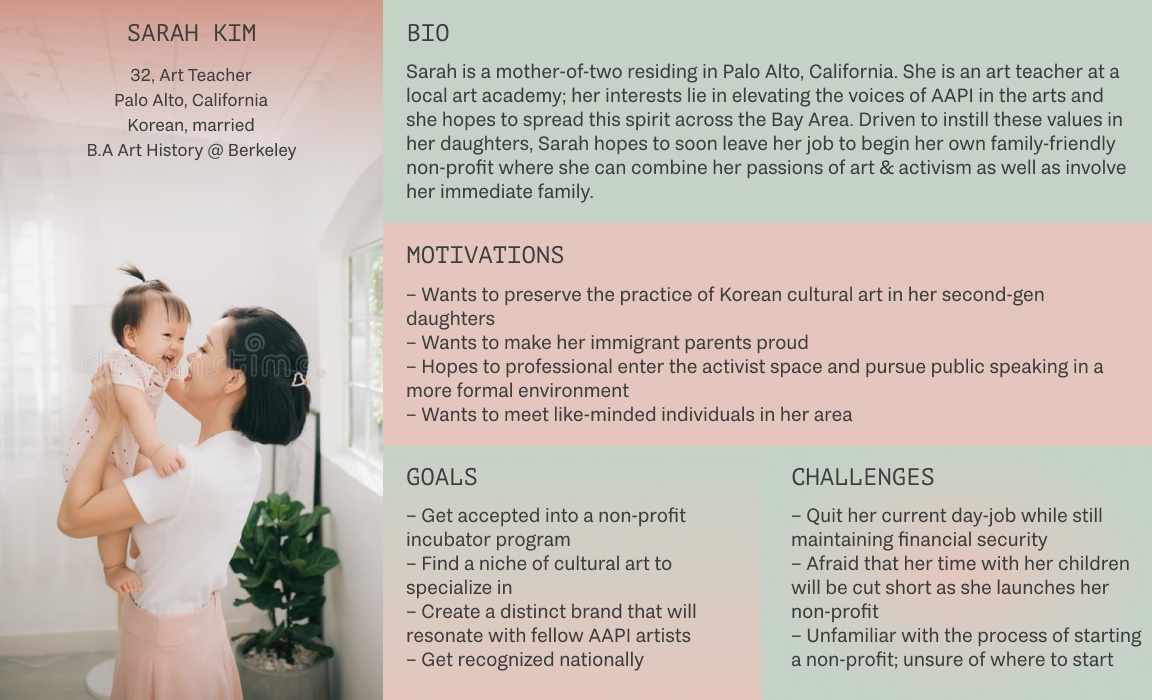 SARAH KIM
32, Art Teacher
Palo Alto, California
Korean, married
B.A Art History @ Berkeley
dreamstime.
BIO
Sarah is a mother-of-two residing in Palo Alto, California. She is an art teacher at a
local art academy; her interests lie in elevating the voices of AAPI in the arts and
she hopes to spread this spirit across the Bay Area. Driven to instill these values in
her daughters, Sarah hopes to soon leave her job to begin her own family-friendly
non-profit where she can combine her passions of art & activism as well as involve
her immediate family.
MOTIVATIONS
– Wants to preserve the practice of Korean cultural art in her second-gen
daughters
– Wants to make her immigrant parents proud
– Hopes to professional enter the activist space and pursue public speaking in a
more formal environment
– Wants to meet like-minded individuals in her area
GOALS
– Get accepted into a non-profit
incubator program
– Find a niche of cultural art to
specialize in
– Create a distinct brand that will
resonate with fellow AAPI artists
– Get recognized nationally
CHALLENGES
– Quit her current day-job while still
maintaining financial security
– Afraid that her time with her children
will be cut short as she launches her
non-profit
– Unfamiliar with the process of starting
a non-profit; unsure of where to start